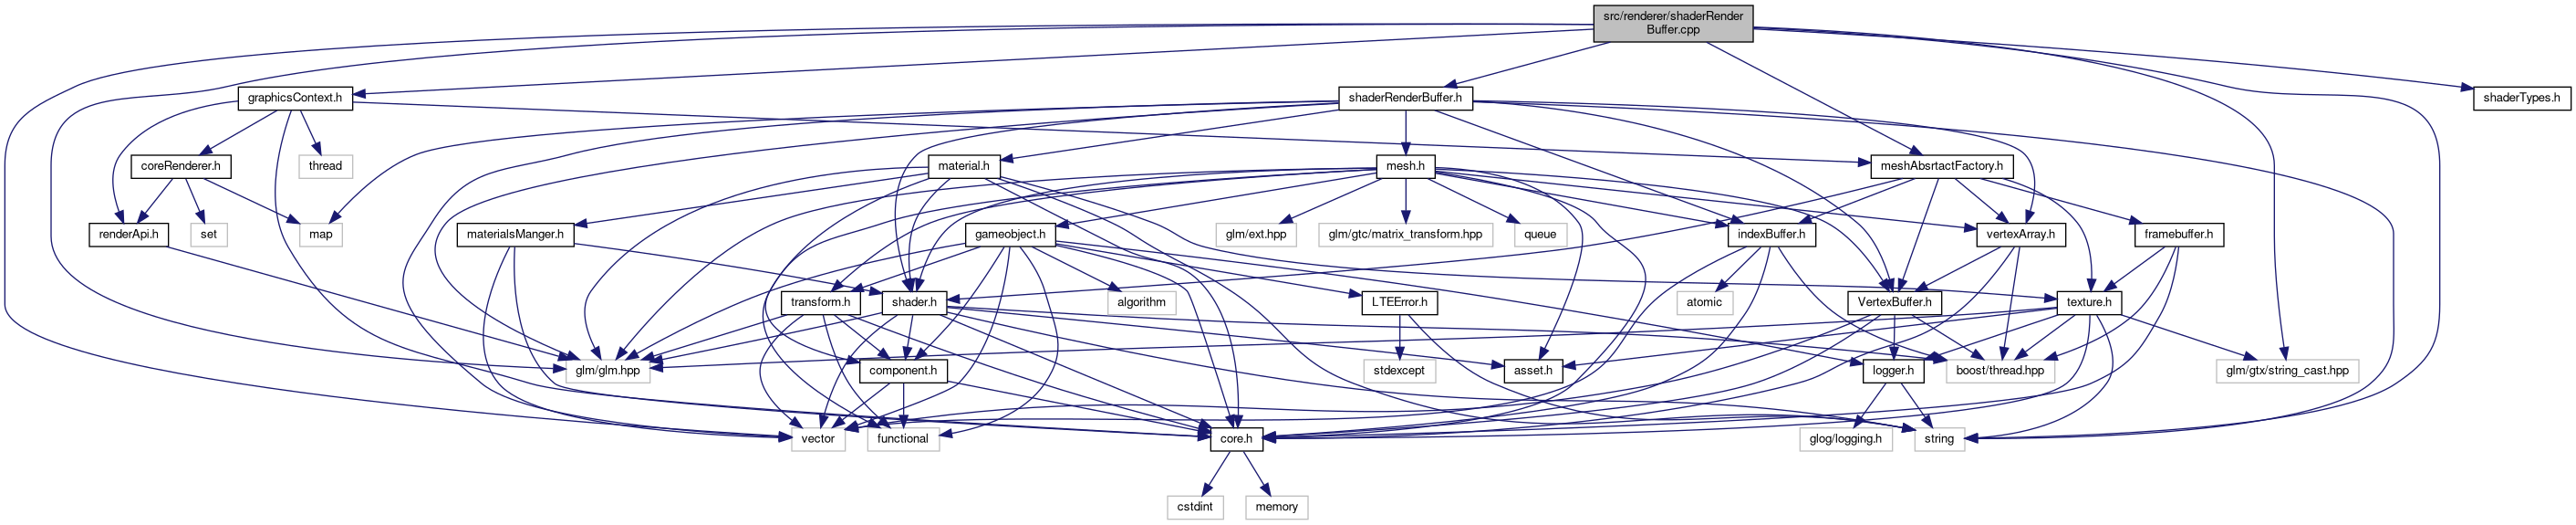 src/renderer/shaderRender
Buffer.cpp
graphicsContext.h
shaderRenderBuffer.h
shaderTypes.h
coreRenderer.h
thread
material.h
mesh.h
meshAbsrtactFactory.h
renderApi.h
set
map
materialsManger.h
gameobject.h
glm/ext.hpp
glm/gtc/matrix_transform.hpp
queue
indexBuffer.h
vertexArray.h
framebuffer.h
transform.h
shader.h
algorithm
LTEError.h
atomic
VertexBuffer.h
texture.h
glm/glm.hpp
component.h
stdexcept
asset.h
logger.h
boost/thread.hpp
glm/gtx/string_cast.hpp
vector
functional
core.h
glog/logging.h
string
cstdint
memory